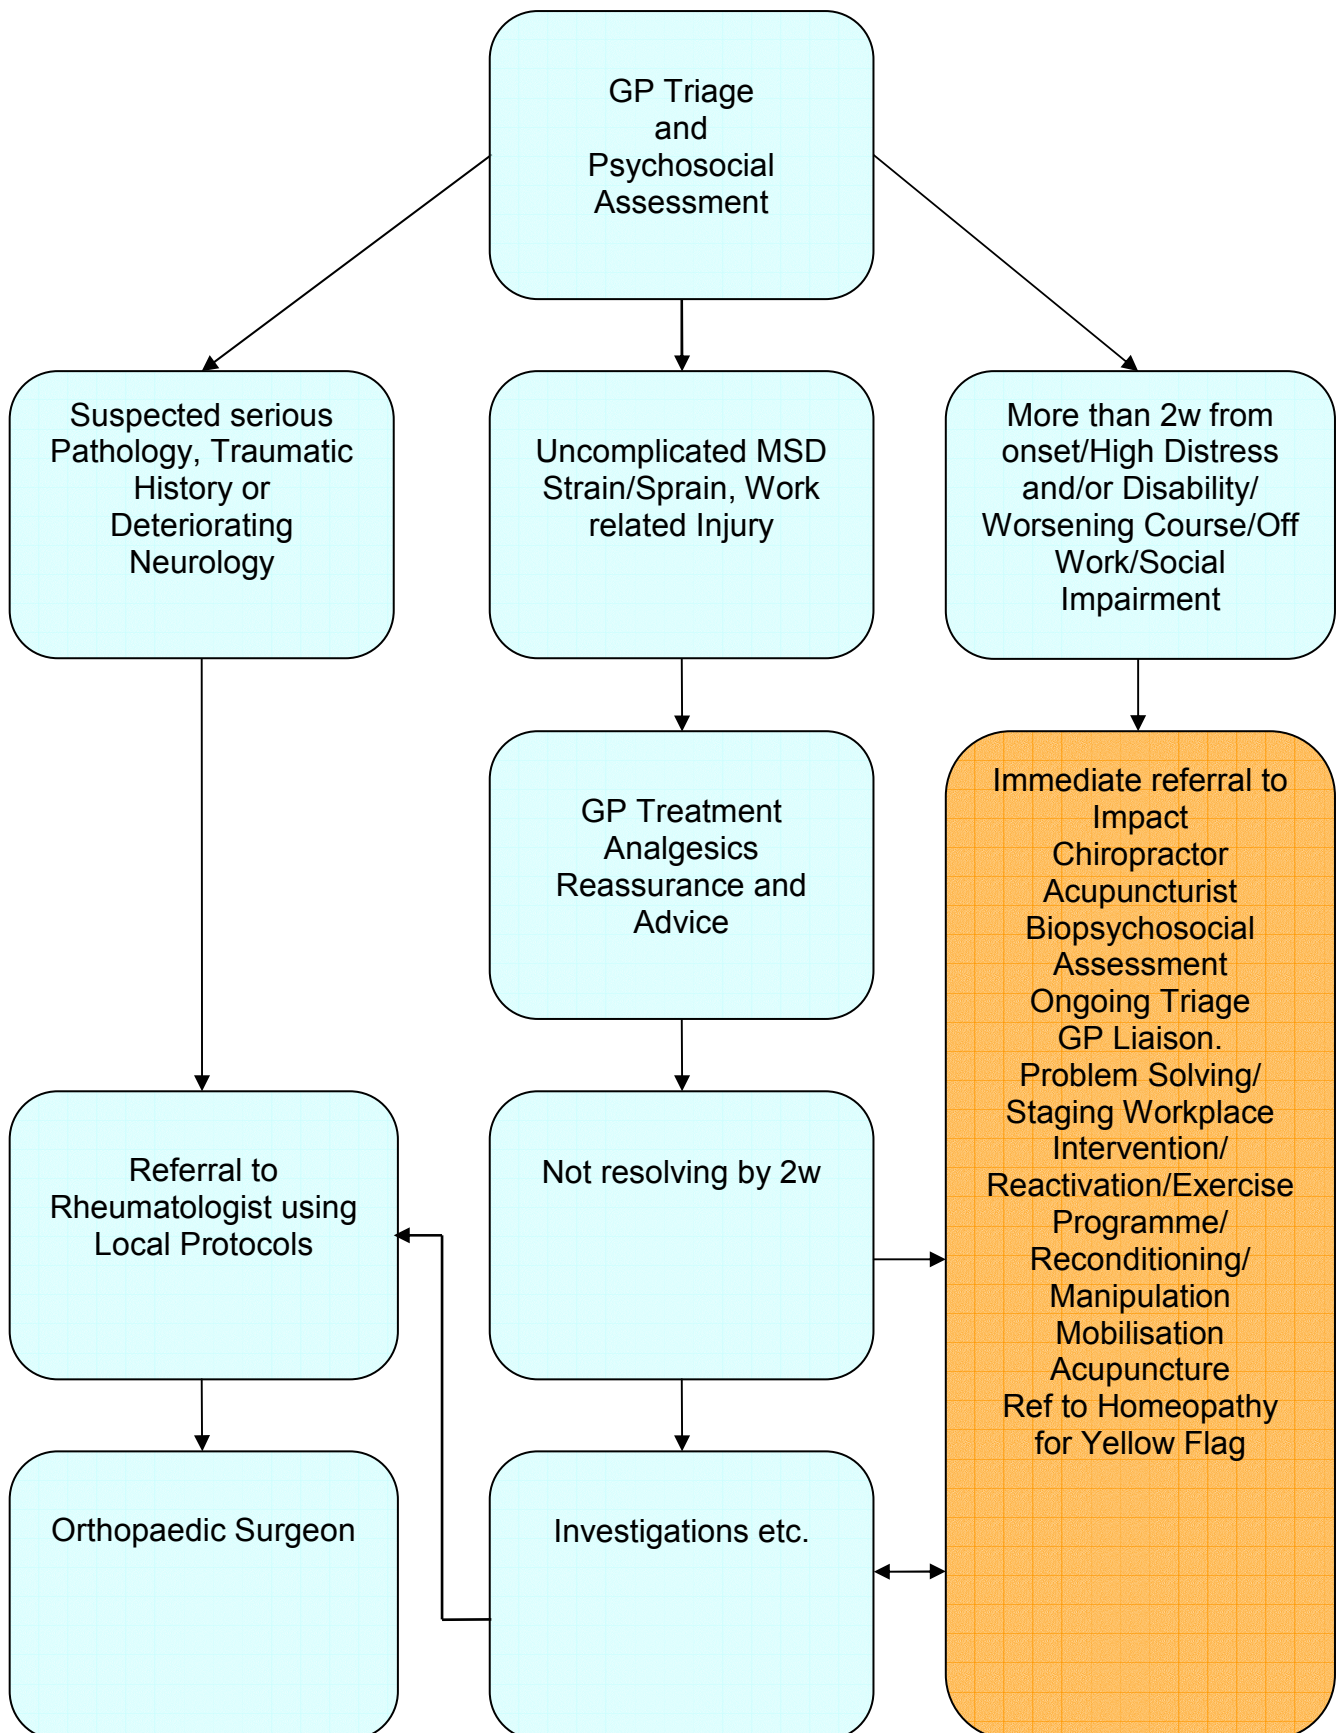 GP Triage
and
Psychosocial
Assessment
Suspected serious
Pathology, Traumatic
History or
Deteriorating
Neurology
Uncomplicated MSD
Strain/Sprain, Work
related Injury
More than 2w from
onset/High Distress
and/or Disability/
Worsening Course/Off
Work/Social
Impairment
GP Treatment
Analgesics
Reassurance and
Advice
Immediate referral to
Impact
Chiropractor
Acupuncturist
Biopsychosocial
Assessment
Ongoing Triage
GP Liaison.
Problem Solving/
Staging Workplace
Intervention/
Reactivation/Exercise
Programme/
Reconditioning/
Manipulation
Mobilisation
Acupuncture
Ref to Homeopathy
for Yellow Flag
Referral to
Rheumatologist using
Local Protocols
Not resolving by 2w
Orthopaedic Surgeon
Investigations etc.